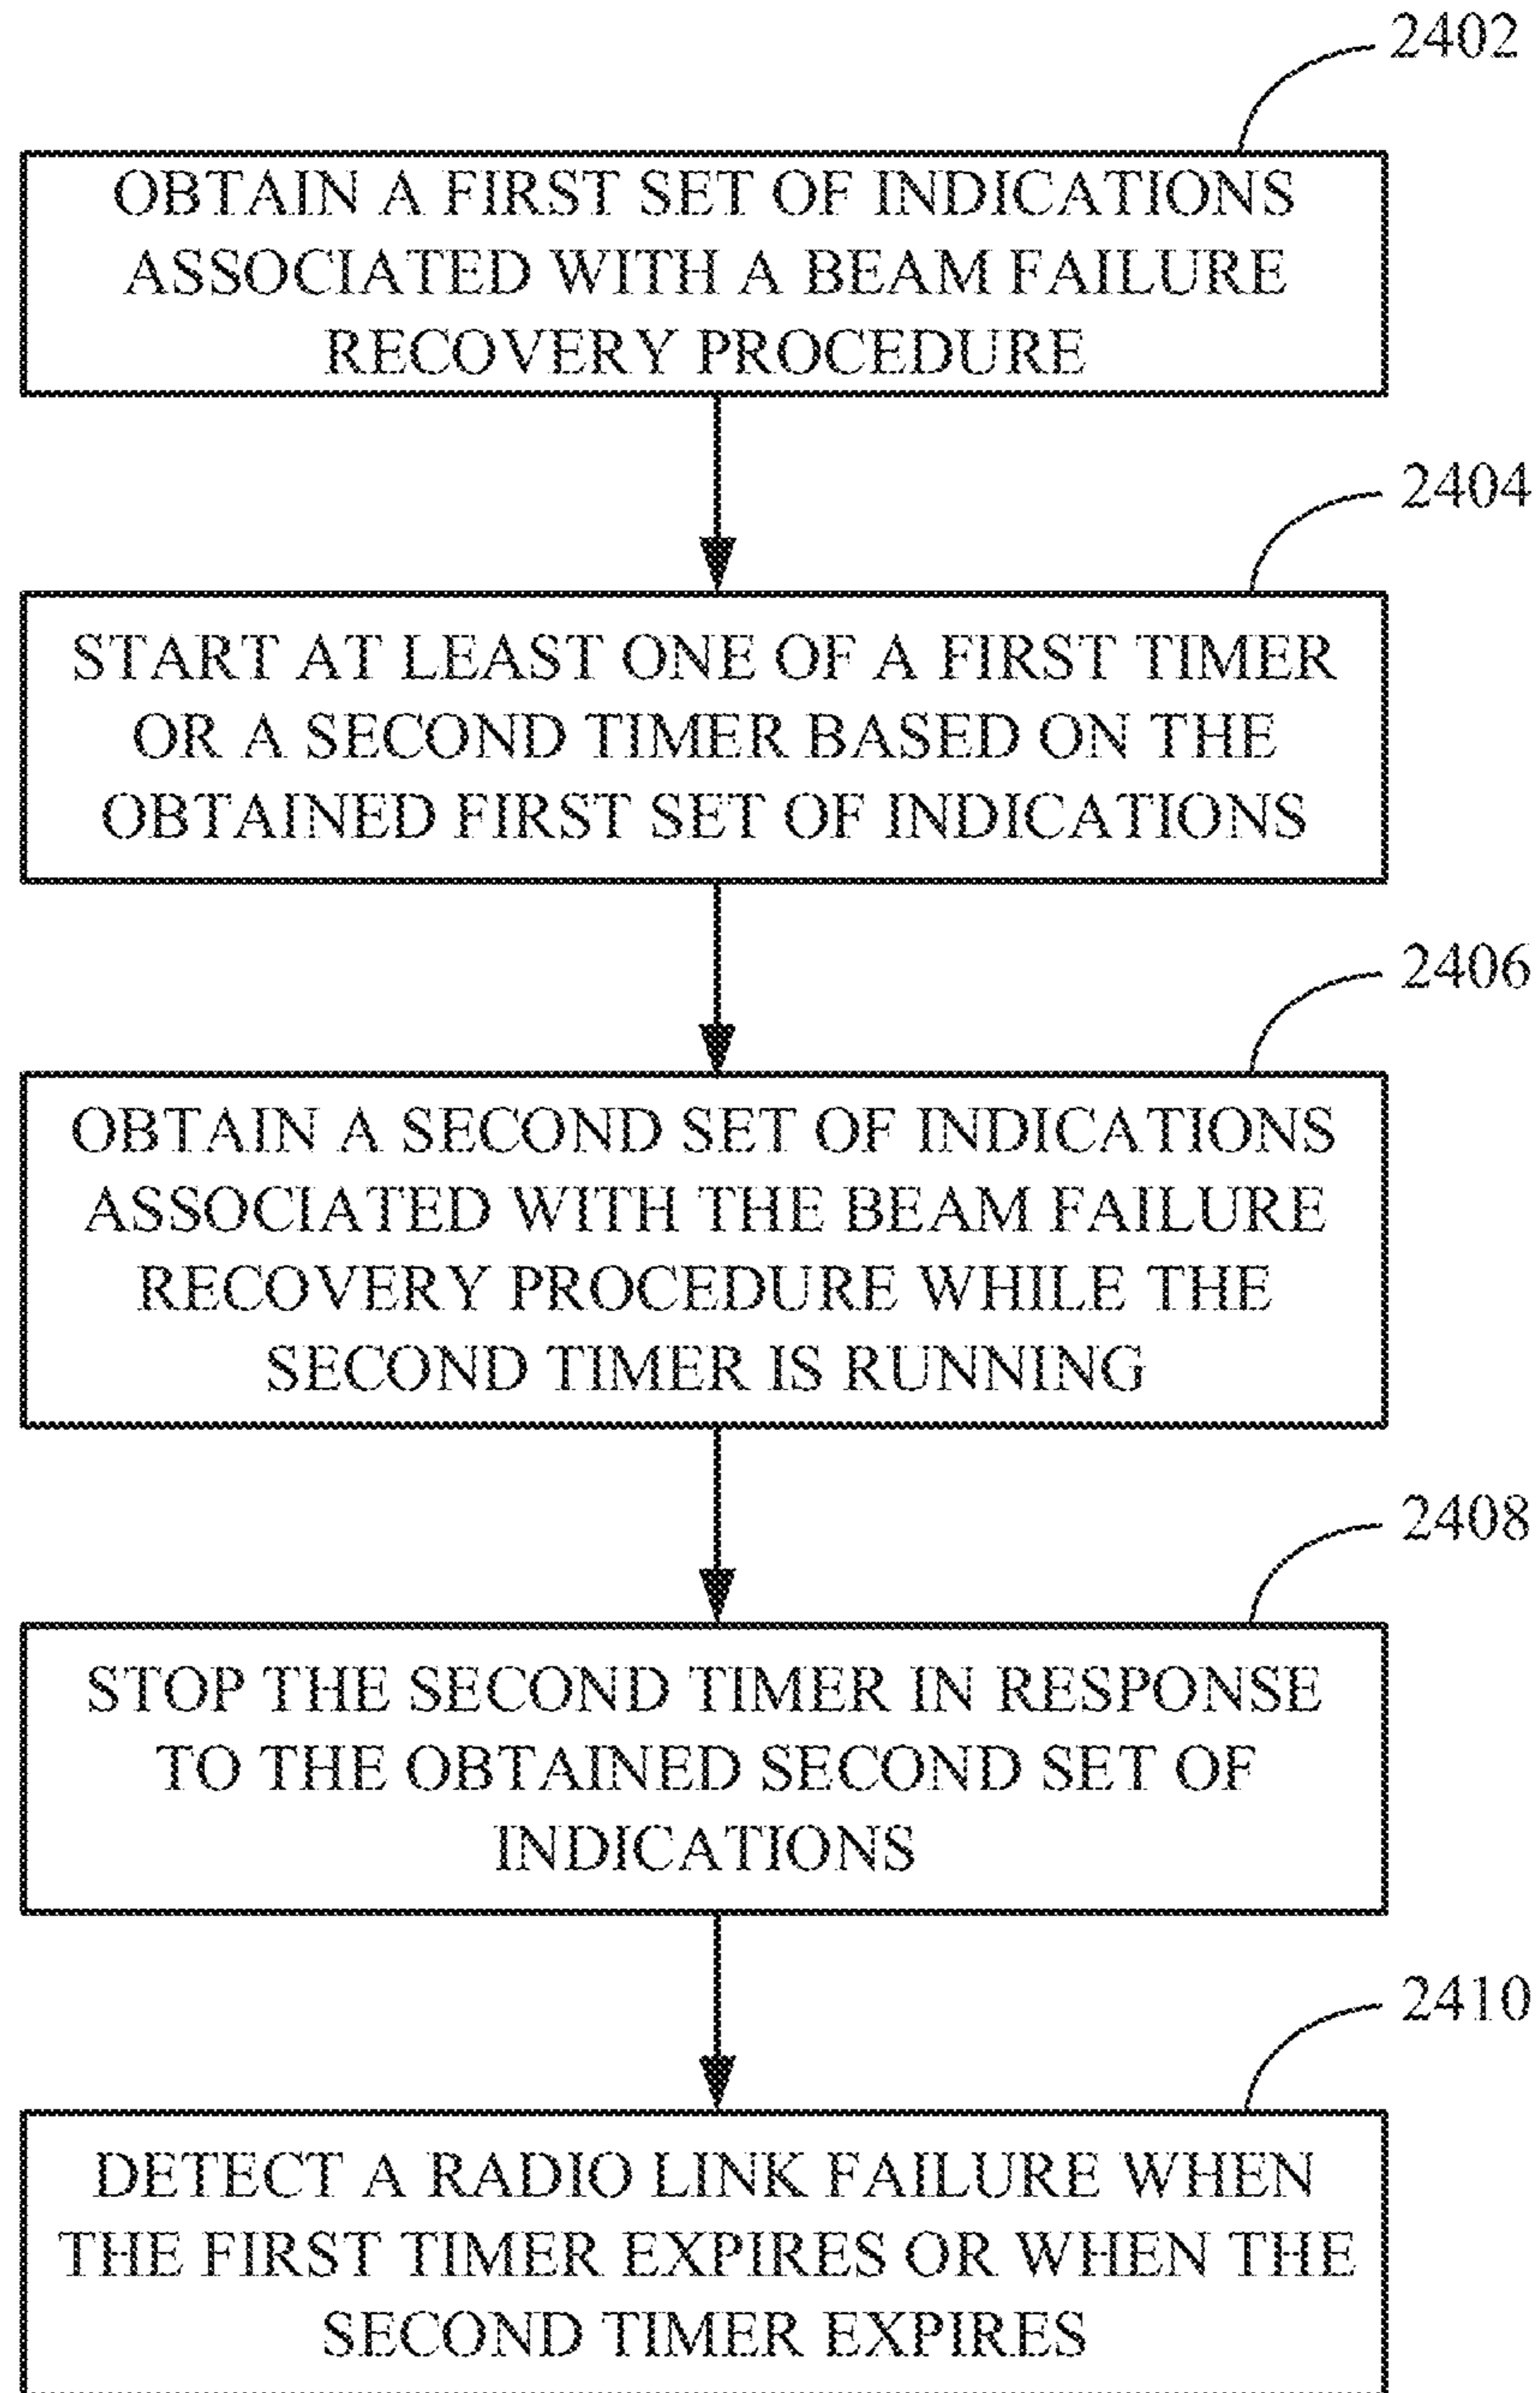 2402
OBTAIN A FIRST SET OF INDICATIONS
ASSOCIATED WITH A BEAM FAILURE
RECOVERY PROCEDURE
2404
START AT LEAST ONE OF A FIRST TIMER
OR A SECOND TIMER BASED ON THE
OBTAINED FIRST SET OF INDICATIONS
2406
OBTAIN A SECOND SET OF INDICATIONS
ASSOCIATED WITH THE BEAM FAILURE
RECOVERY PROCEDURE WHILE THE
SECOND TIMER IS RUNNING
2408
STOP THE SECOND TIMER IN RESPONSE
TO THE OBTAINED SECOND SET OF
INDICATIONS
2410
DETECT A RADIO LINK FAILURE WHEN
THE FIRST TIMER EXPIRES OR WHEN THE
SECOND TIMER EXPIRES